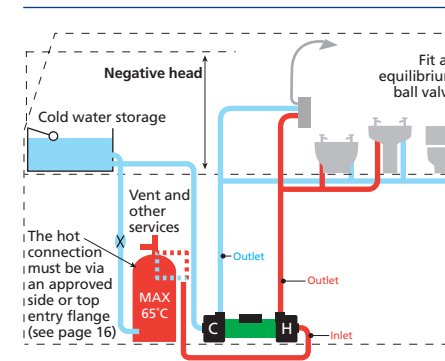 Negative head
Fit a
equilibrium
ball valv
Cold water storage
Vent and
other
services
The hot
connection
must be via
an approved
side or top
entry flange
(see page 16)
MAX
65˚C
Outlet
Outlet
C
H
Inlet